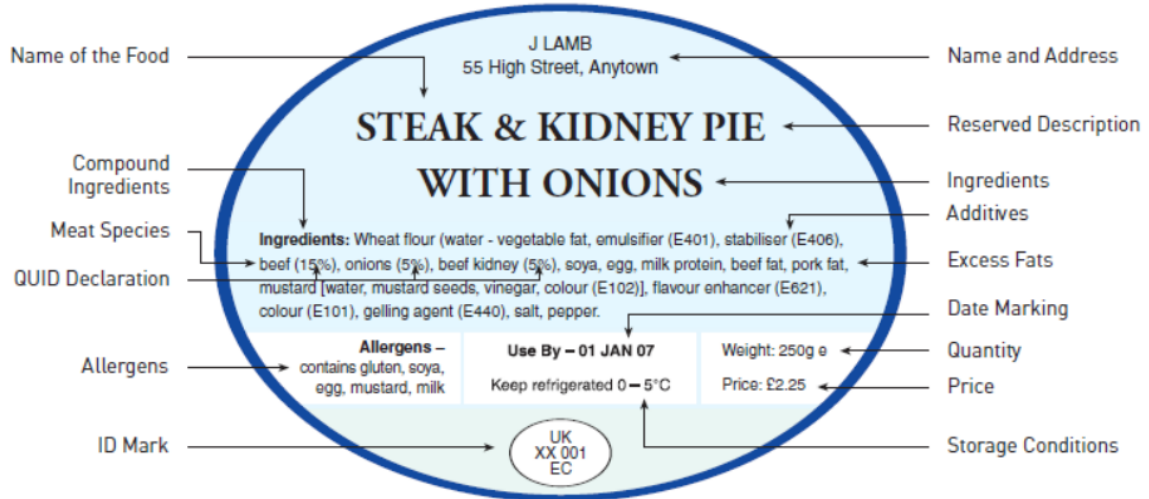 J LAMB
Name of the Food
55 High Street, Anytown
Name and Address
STEAK & KIDNEY PIE
Reserved Description
Compound
Ingredients
WITH ONIONS
Ingredients
Additives
Meat Species
Ingredients: Wheat flour (water - vegetable fat, emulsifier (E401), stabiliser (E406),
beef (15%), onions (5%), beef kidney (5%), soya, egg, milk protein, beef fat, pork fat,
Excess Fats
QUID Declaration
mustard [water, mustard seeds, vinegar, colour (E102)], flavour enhancer (E621),
colour (E101), gelling agent (E440), salt, pepper.
Date Marking
Allergens
Allergens –
contains gluten, soya,
egg, mustard, milk
Use By – 01 JAN 07
Keep refrigerated 0 – 5°C
Weight: 250g e
Price: £2.25
Quantity
Price
ID Mark
UK
XX 001
EC
Storage Conditions